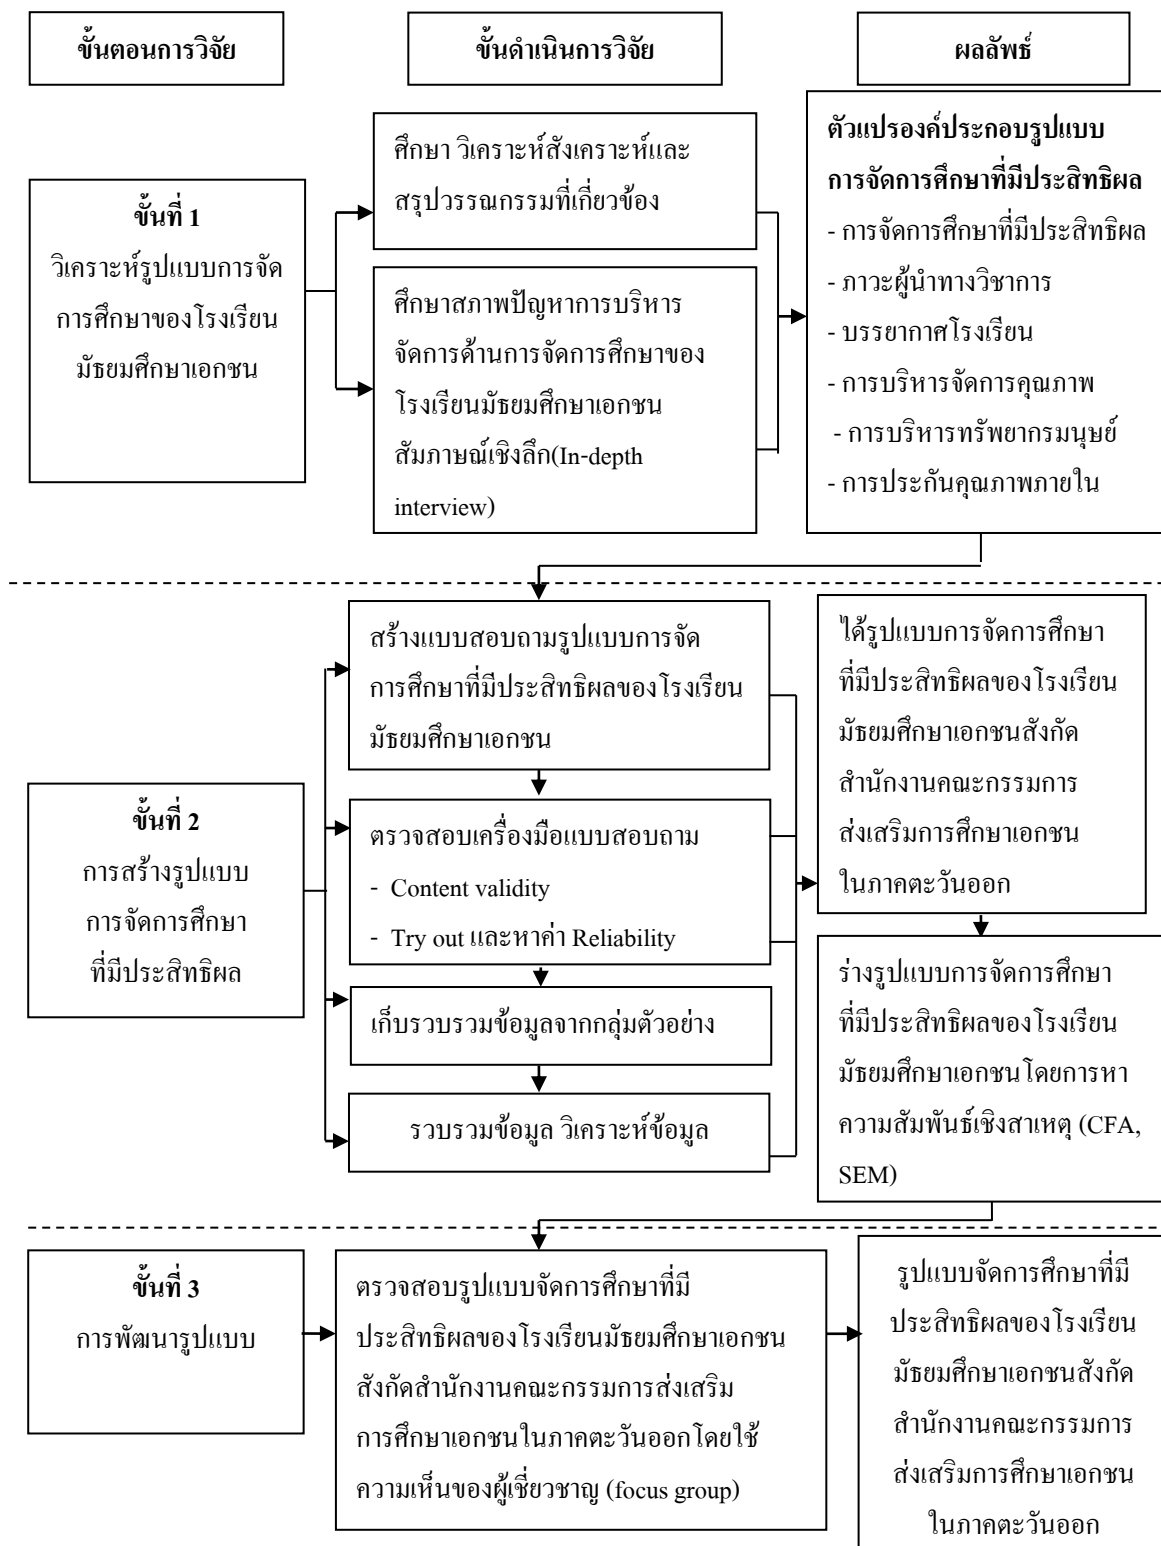 ขั้นตอนการวิจัย
ขั้นดำเนินการวิจัย
ผลลัพธ์
ขั้นที่ 1
วิเคราะห์รูปแบบการจัด
การศึกษาของโรงเรียน
มัธยมศึกษาเอกชน
ศึกษา วิเคราะห์สังเคราะห์และ
สรุปวรรณกรรมที่เกี่ยวข้อง
ศึกษาสภาพปัญหาการบริหาร
จัดการด้านการจัดการศึกษาของ
โรงเรียนมัธยมศึกษาเอกชน
สัมภาษณ์เชิงลึก(In-depth
interview)
ตัวแปรองค์ประกอบรูปแบบ
การจัดการศึกษาที่มีประสิทธิผล
- การจัดการศึกษาที่มีประสิทธิผล
- ภาวะผู้นำทางวิชาการ
- บรรยากาศโรงเรียน
- การบริหารจัดการคุณภาพ
- การบริหารทรัพยากรมนุษย์
- การประกันคุณภาพภายใน
ขั้นที่ 2
การสร้างรูปแบบ
การจัดการศึกษา
ที่มีประสิทธิผล
สร้างแบบสอบถามรูปแบบการจัด
การศึกษาที่มีประสิทธิผลของโรงเรียน
มัธยมศึกษาเอกชน
ตรวจสอบเครื่องมือแบบสอบถาม
- Content validity
- Try out และหาค่า Reliability
เก็บรวบรวมข้อมูลจากกลุ่มตัวอย่าง
รวบรวมข้อมูล วิเคราะห์ข้อมูล
ได้รูปแบบการจัดการศึกษา
ที่มีประสิทธิผลของโรงเรียน
มัธยมศึกษาเอกชนสังกัด
สำนักงานคณะกรรมการ
ส่งเสริมการศึกษาเอกชน
ในภาคตะวันออก
ร่างรูปแบบการจัดการศึกษา
ที่มีประสิทธิผลของโรงเรียน
มัธยมศึกษาเอกชนโดยการหา
ความสัมพันธ์เชิงสาเหตุ (CFA,
SEM)
ขั้นที่ 3
การพัฒนารูปแบบ
ตรวจสอบรูปแบบจัดการศึกษาที่มี
ประสิทธิผลของโรงเรียนมัธยมศึกษาเอกชน
สังกัดสำนักงานคณะกรรมการส่งเสริม
การศึกษาเอกชนในภาคตะวันออกโดยใช้
ความเห็นของผู้เชี่ยวชาญ (focus group)
รูปแบบจัดการศึกษาที่มี
ประสิทธิผลของโรงเรียน
มัธยมศึกษาเอกชนสังกัด
สำนักงานคณะกรรมการ
ส่งเสริมการศึกษาเอกชน
ในภาคตะวันออก